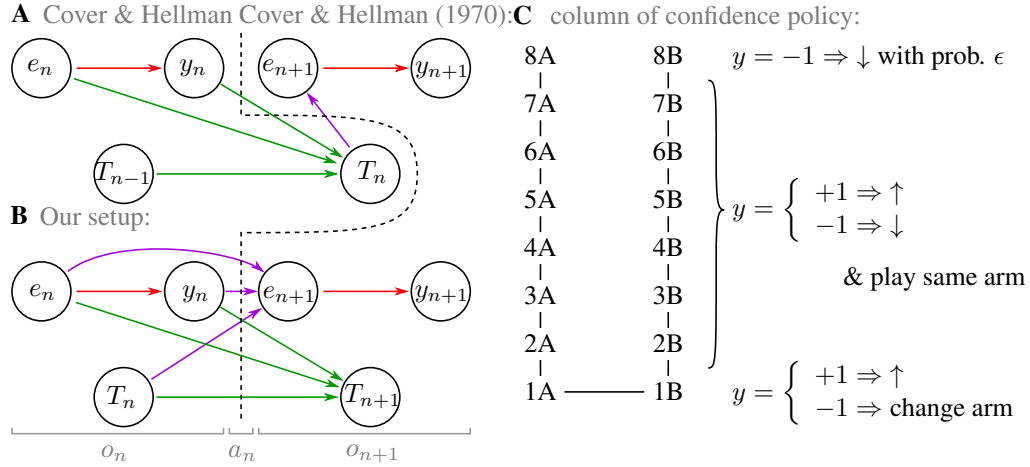 A Cover & Hellman Cover & Hellman (1970):
e_n y_n e_{n+1} y_{n+1}
T_{n−1} T_n
B Our setup:
e_n y_n e_{n+1} y_{n+1}
T_n T_{n+1}
o_n a_n o_{n+1}
C column of confidence policy:
8A 8B y = −1 ⇒ ↓ with prob. ϵ
7A 7B
6A 6B
5A 5B y = { +1 ⇒ ↑
−1 ⇒ ↓
4A 4B
& play same arm
3A 3B
2A 2B
1A 1B y = { +1 ⇒ ↑
−1 ⇒ change arm